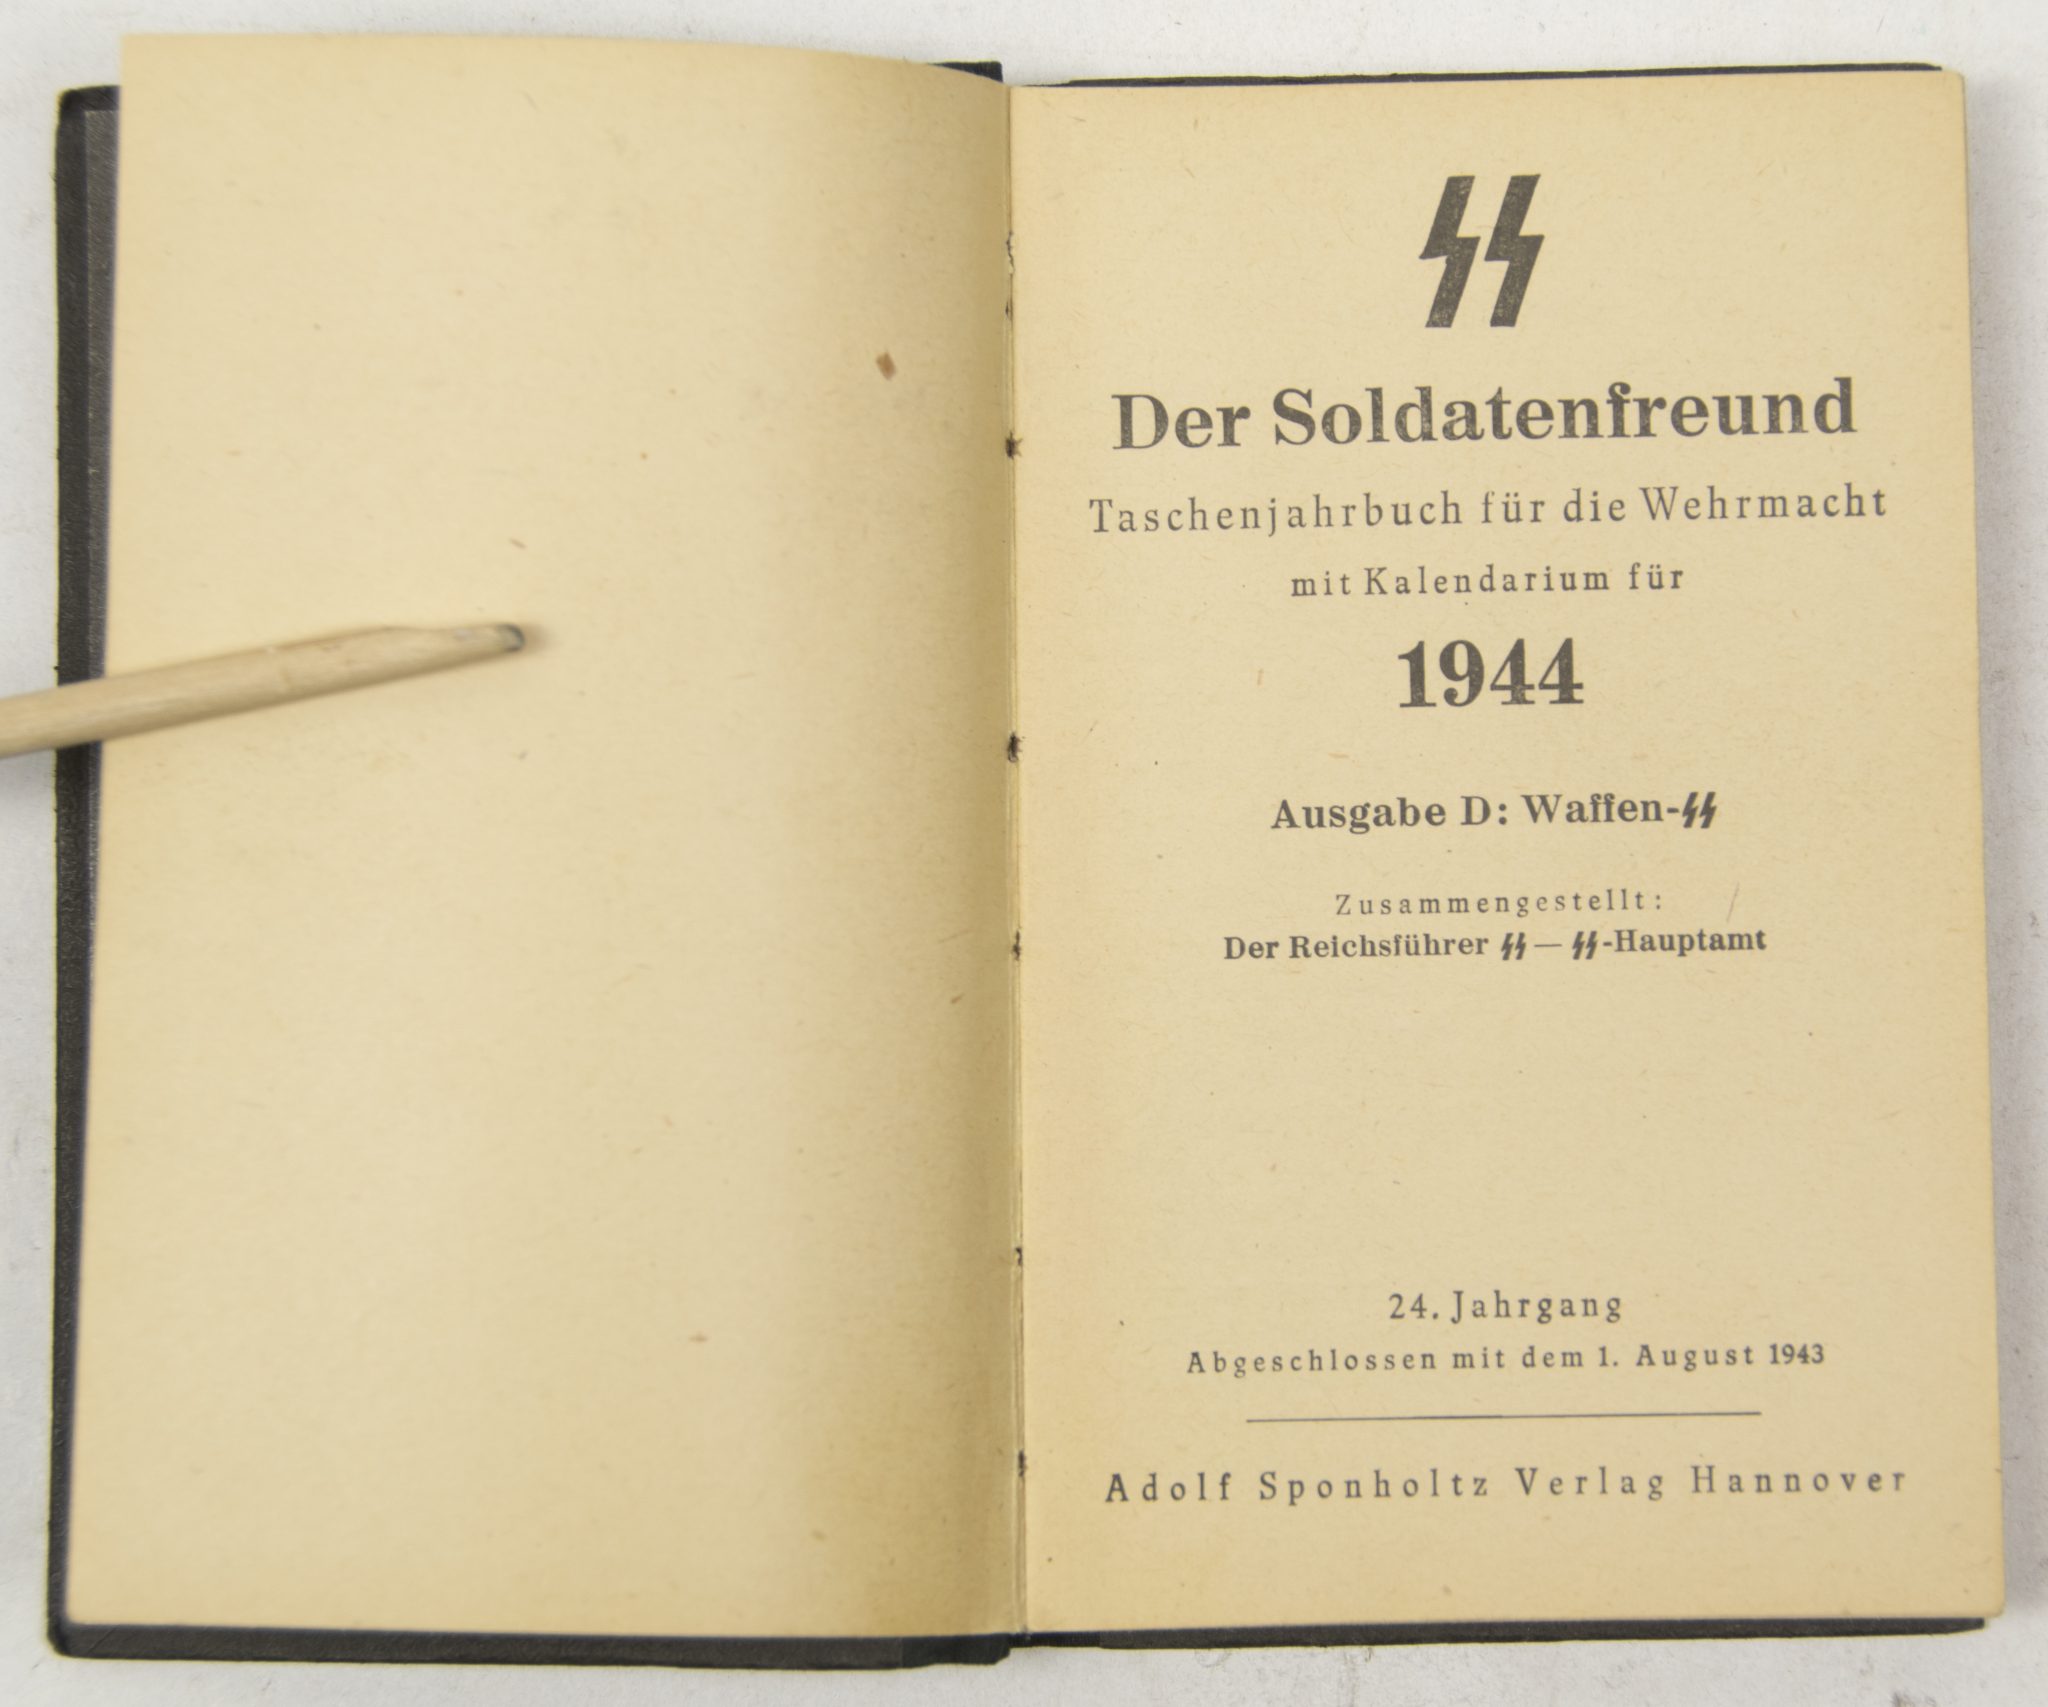 SS
Der Soldatenfreund
Taschenjahrbuch für die Wehrmacht
mit Kalendarium für
1944
Ausgabe D: Waffen-SS
Zusammengestellt:
Der Reichsführer SS — SS-Hauptamt
24. Jahrgang
Abgeschlossen mit dem 1. August 1943
Adolf Sponholtz Verlag Hannover